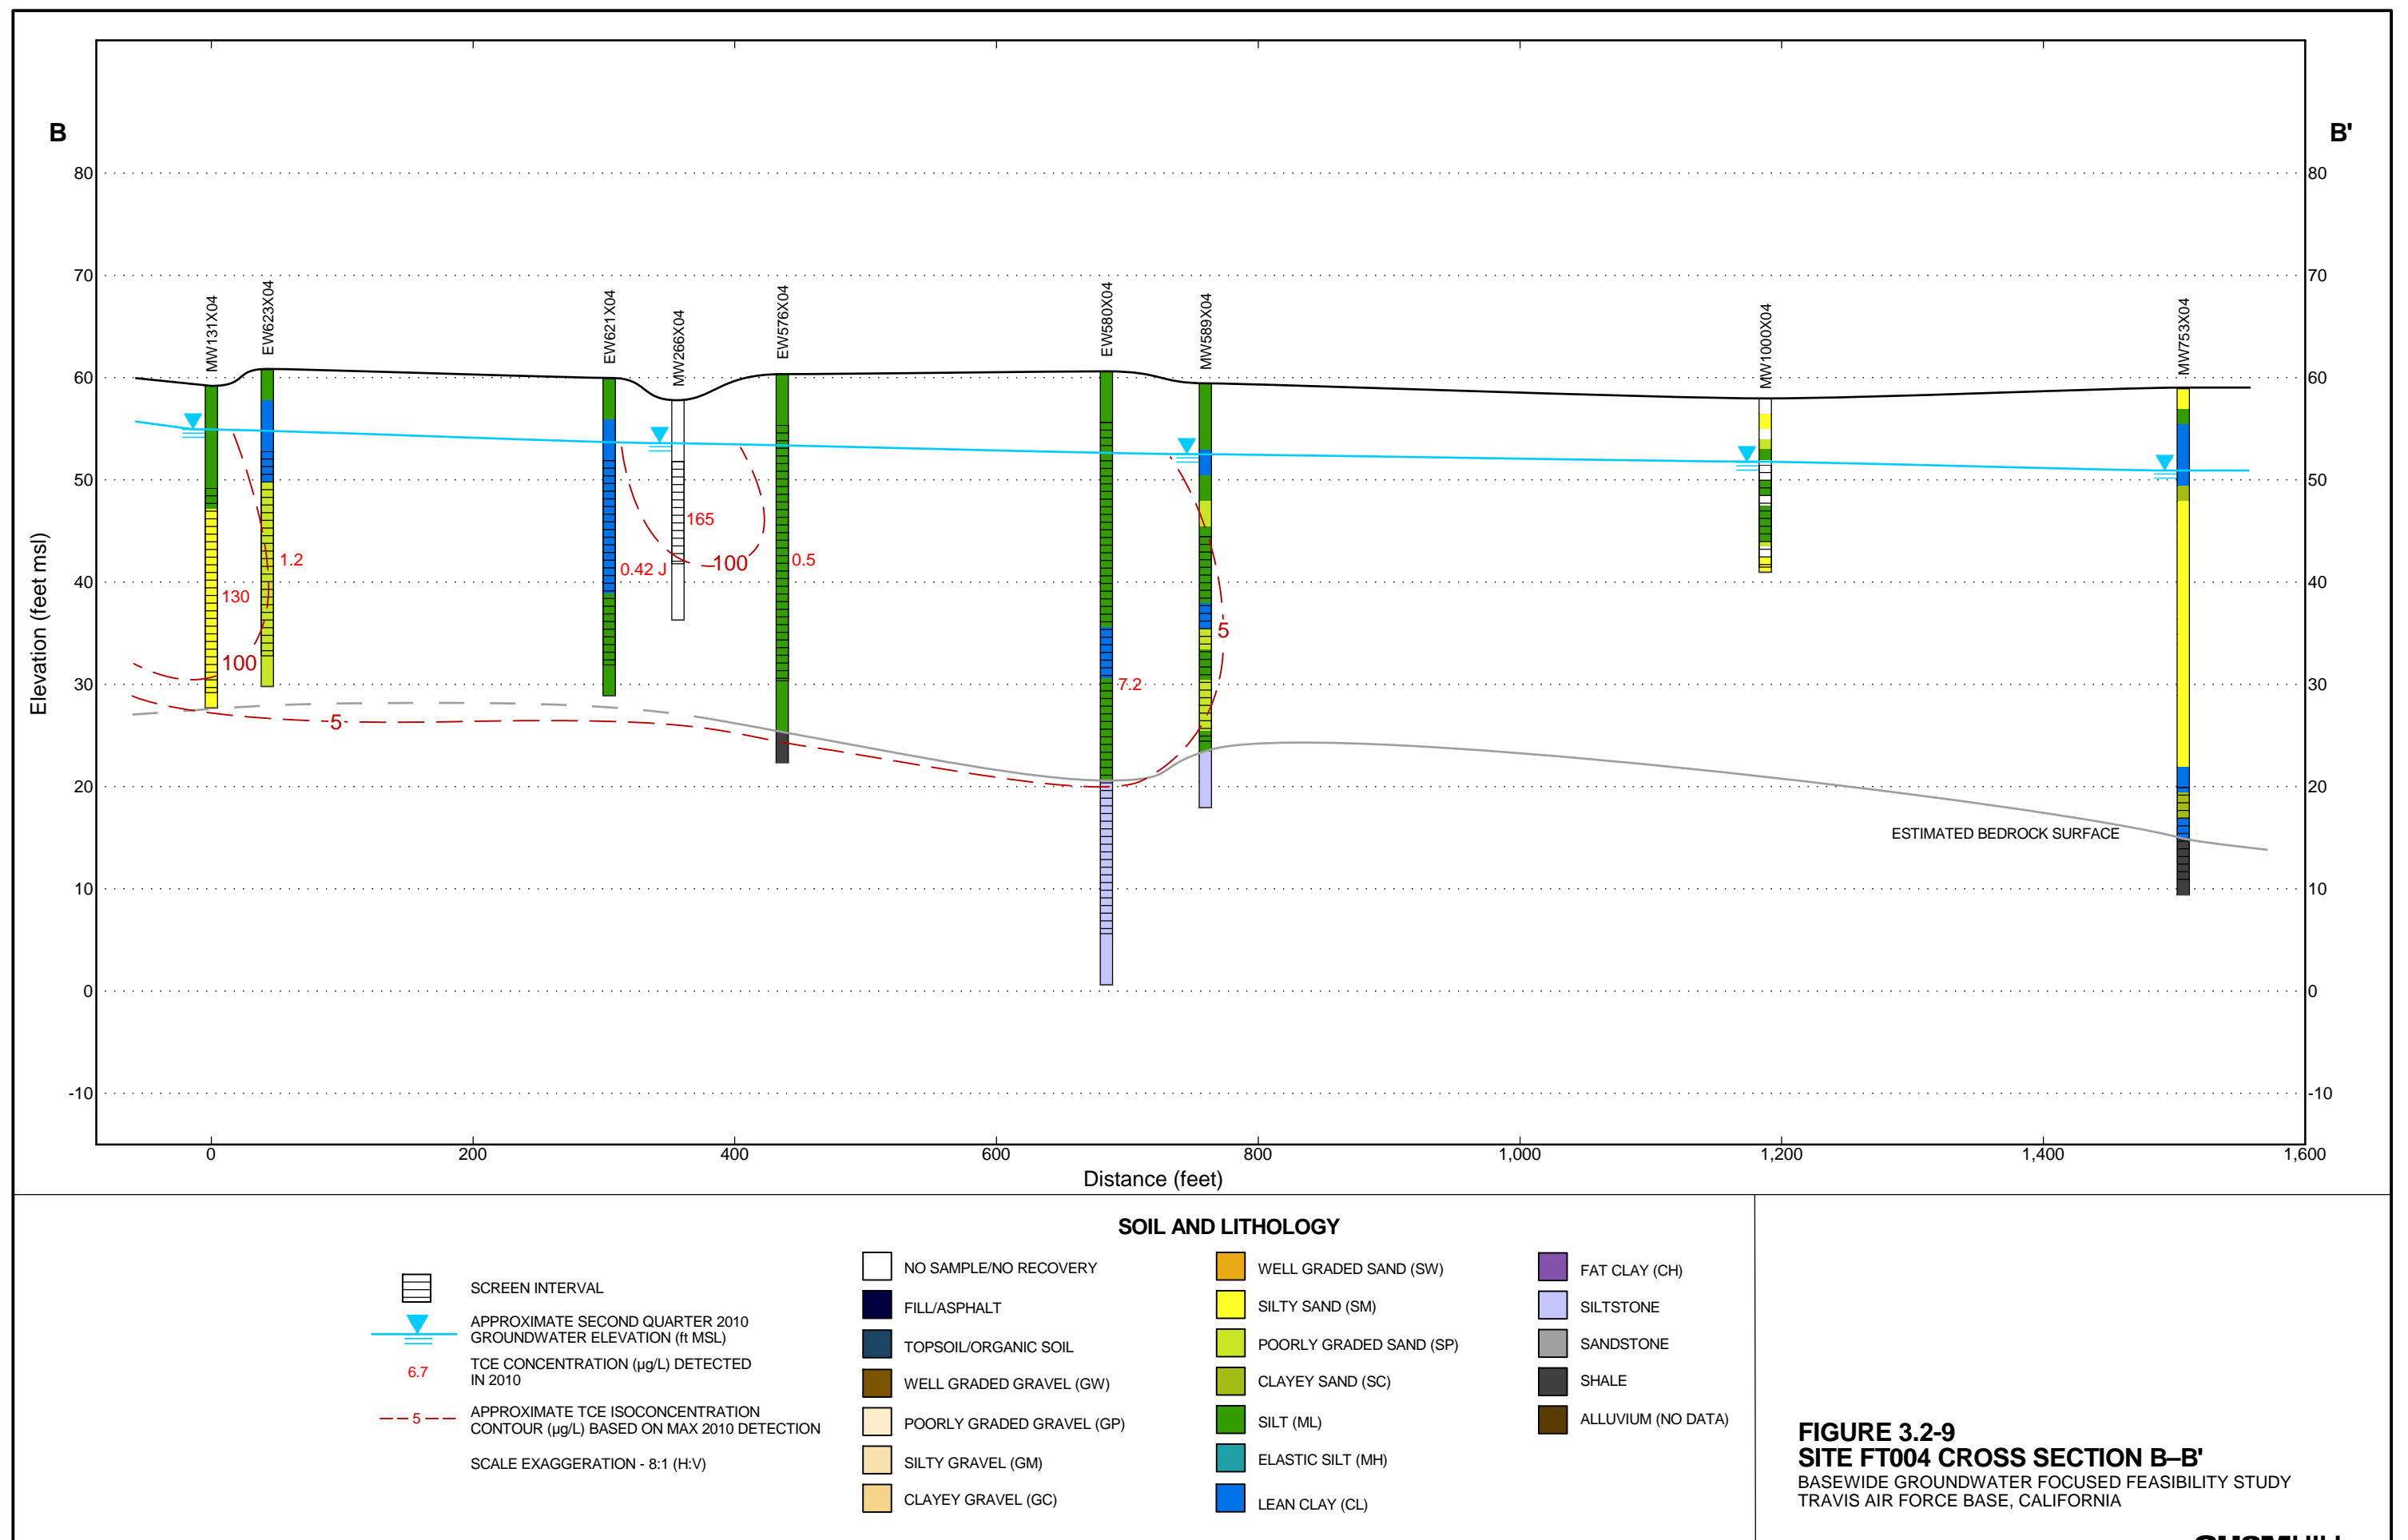 B
B'
80
80
70
70
60
60
50
50
40
40
30
30
20
20
10
10
0
0
-10
-10
Elevation (feet msl)
MW131X04
EW623X04
EW621X04
MW266X04
EW576X04
EW580X04
MW589X04
MW1000X04
MW753X04
130
1.2
0.42 J
165
0.5
7.2
100
100
5
5
ESTIMATED BEDROCK SURFACE
0
200
400
600
800
1,000
1,200
1,400
1,600
Distance (feet)
SOIL AND LITHOLOGY
SCREEN INTERVAL
APPROXIMATE SECOND QUARTER 2010
GROUNDWATER ELEVATION (ft MSL)
6.7
TCE CONCENTRATION (µg/L) DETECTED
IN 2010
5
APPROXIMATE TCE ISOCONCENTRATION
CONTOUR (µg/L) BASED ON MAX 2010 DETECTION
SCALE EXAGGERATION - 8:1 (H:V)
NO SAMPLE/NO RECOVERY
FILL/ASPHALT
TOPSOIL/ORGANIC SOIL
WELL GRADED GRAVEL (GW)
POORLY GRADED GRAVEL (GP)
SILTY GRAVEL (GM)
CLAYEY GRAVEL (GC)
WELL GRADED SAND (SW)
SILTY SAND (SM)
POORLY GRADED SAND (SP)
CLAYEY SAND (SC)
SILT (ML)
ELASTIC SILT (MH)
LEAN CLAY (CL)
FAT CLAY (CH)
SILTSTONE
SANDSTONE
SHALE
ALLUVIUM (NO DATA)
FIGURE 3.2-9
SITE FT004 CROSS SECTION B–B'
BASEWIDE GROUNDWATER FOCUSED FEASIBILITY STUDY
TRAVIS AIR FORCE BASE, CALIFORNIA